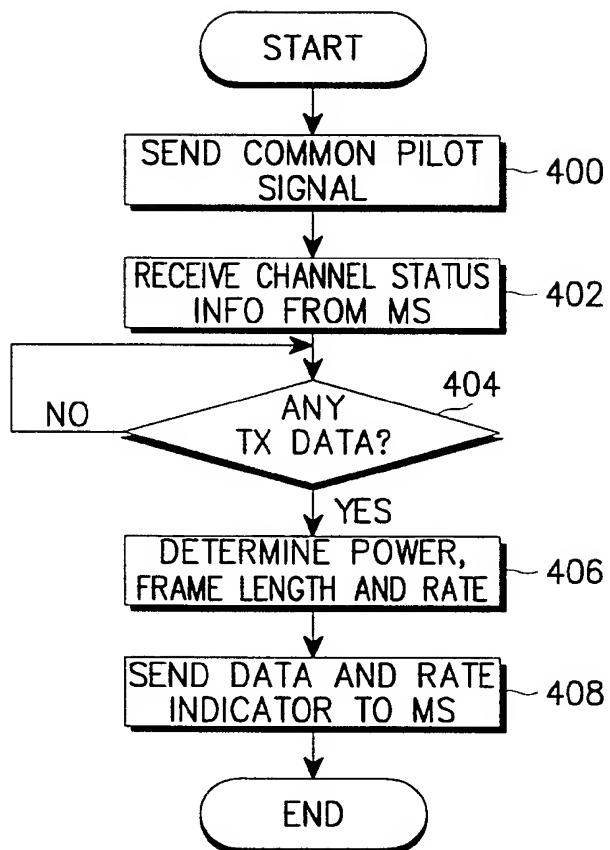 START
SEND COMMON PILOT
SIGNAL
400
RECEIVE CHANNEL STATUS
INFO FROM MS
402
404
ANY
TX DATA?
NO
YES
DETERMINE POWER,
FRAME LENGTH AND RATE
406
SEND DATA AND RATE
INDICATOR TO MS
408
END